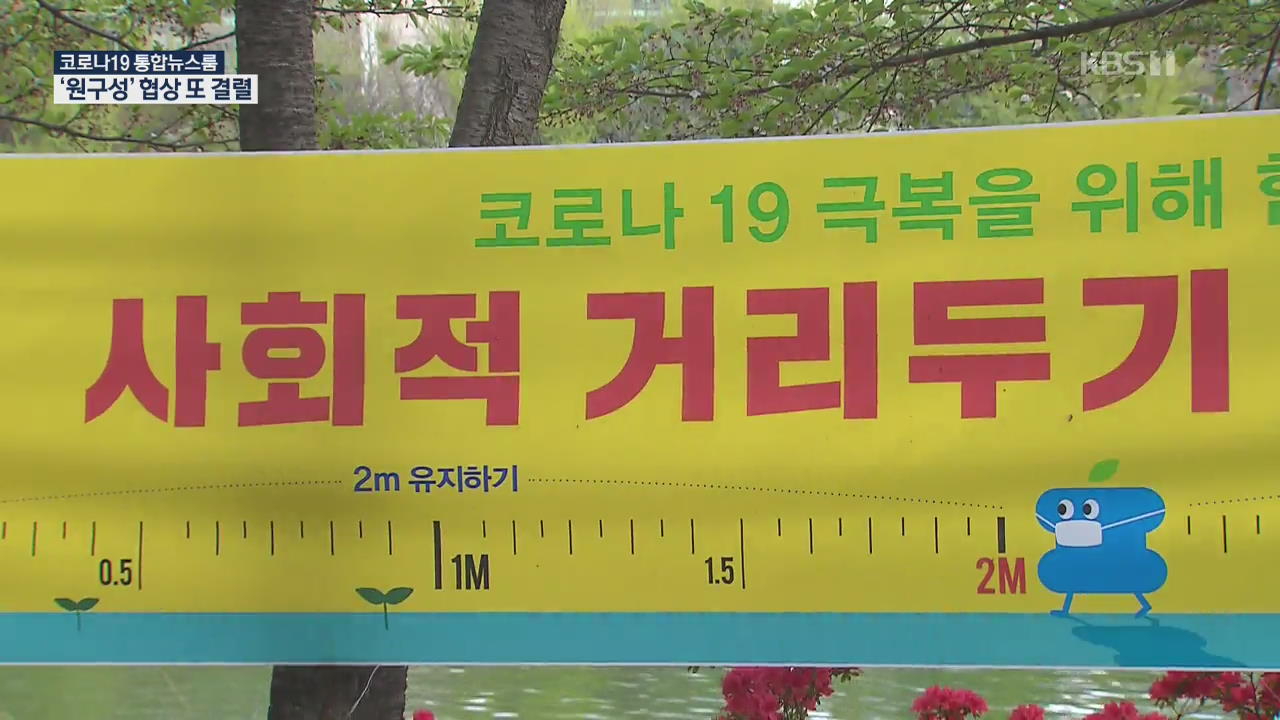 코로나19 통합뉴스룸
‘원구성’ 협상 또 결렬
KBS1
코로나 19 극복을 위해
사회적 거리두기
2m 유지하기
0.5 1M 1.5 2M